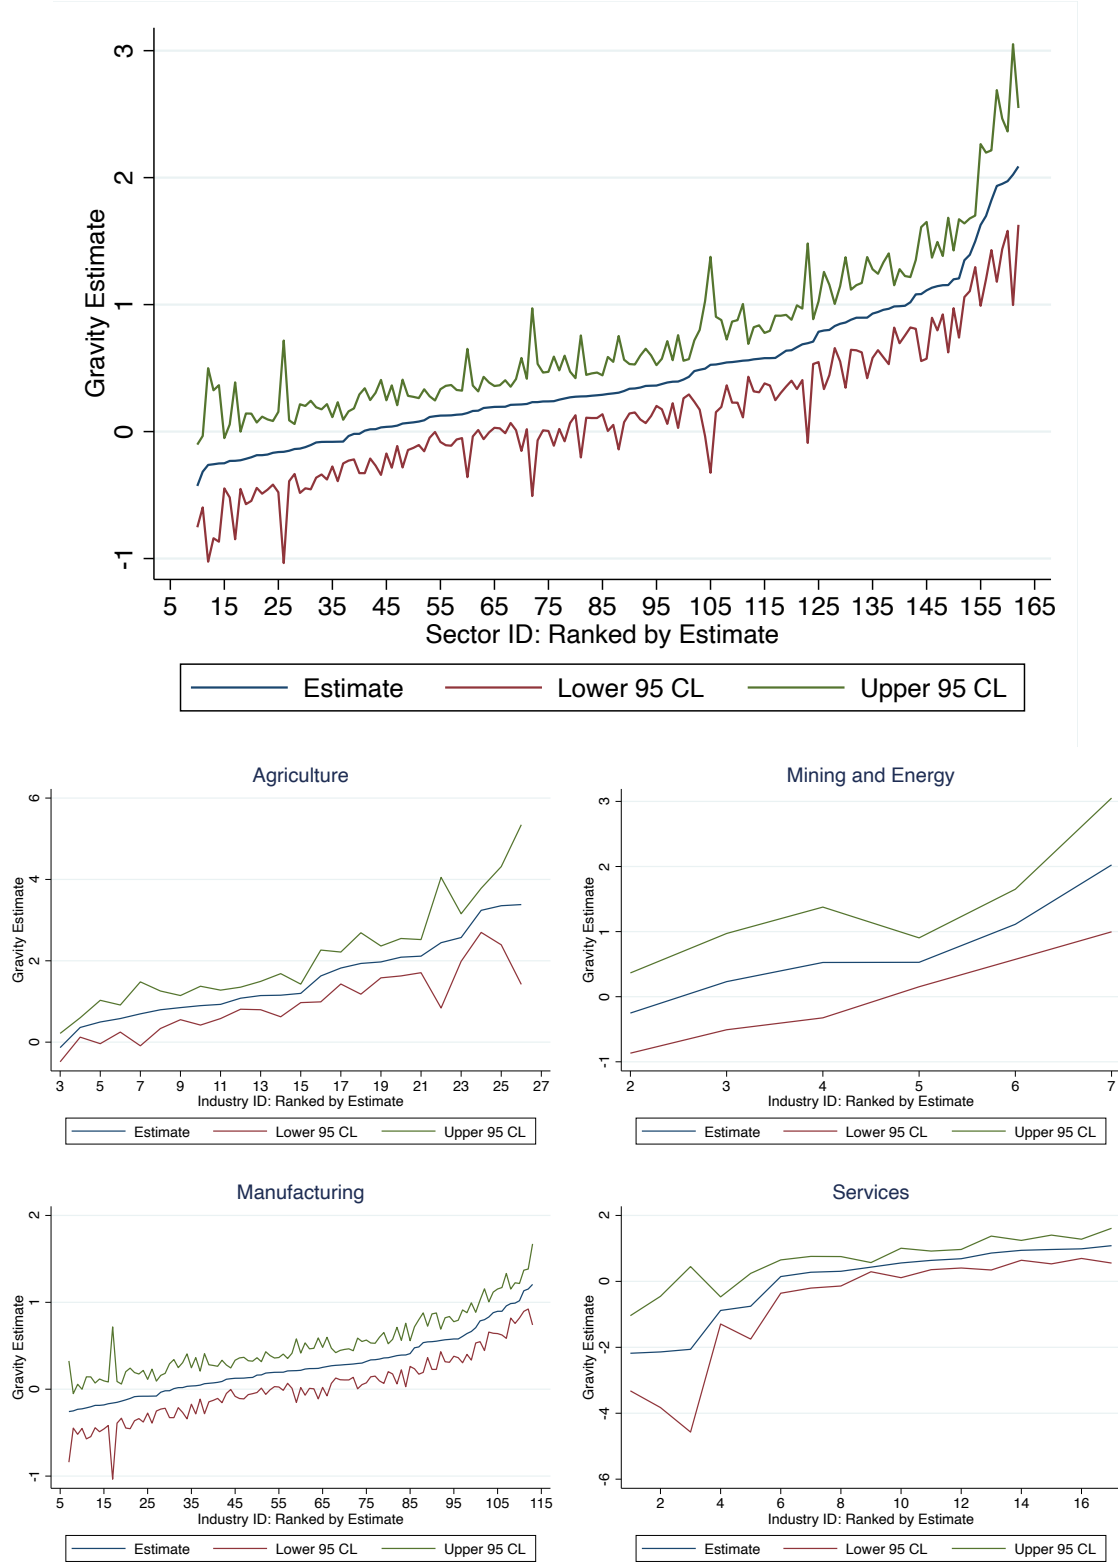 Gravity Estimate
3
2
1
0
-1
5 15 25 35 45 55 65 75 85 95 105 115 125 135 145 155 165
Sector ID: Ranked by Estimate
Estimate Lower 95 CL Upper 95 CL
Agriculture
Gravity Estimate
6
4
2
0
3 5 7 9 11 13 15 17 19 21 23 25 27
Industry ID: Ranked by Estimate
Estimate Lower 95 CL Upper 95 CL
Mining and Energy
Gravity Estimate
3
2
1
0
-1
2 3 4 5 6 7
Industry ID: Ranked by Estimate
Estimate Lower 95 CL Upper 95 CL
Manufacturing
Gravity Estimate
2
1
0
-1
5 15 25 35 45 55 65 75 85 95 105 115
Industry ID: Ranked by Estimate
Estimate Lower 95 CL Upper 95 CL
Services
Gravity Estimate
2
0
-2
-4
-6
2 4 6 8 10 12 14 16
Industry ID: Ranked by Estimate
Estimate Lower 95 CL Upper 95 CL